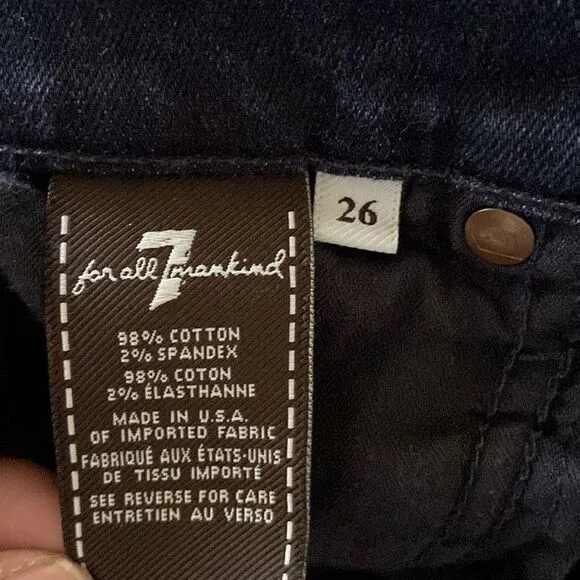 for all 7 mankind
26
98% COTTON
2% SPANDEX
98% COTON
2% ÉLASTHANNE
MADE IN U.S.A.
OF IMPORTED FABRIC
FABRIQUÉ AUX ÉTATS-UNIS
DE TISSU IMPORTÉ
SEE REVERSE FOR CARE
ENTRETIEN AU VERSO